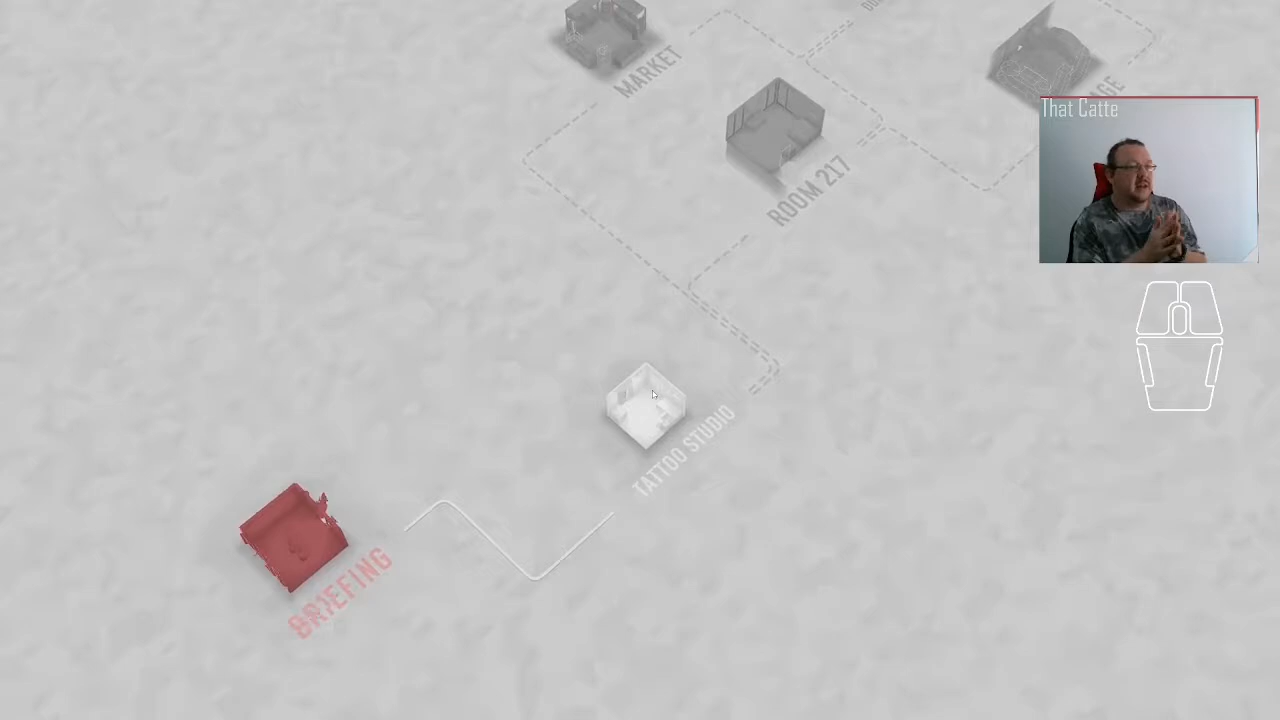 MARKET
ROOM 217
That Catte
TATTOO STUDIO
BRIEFING